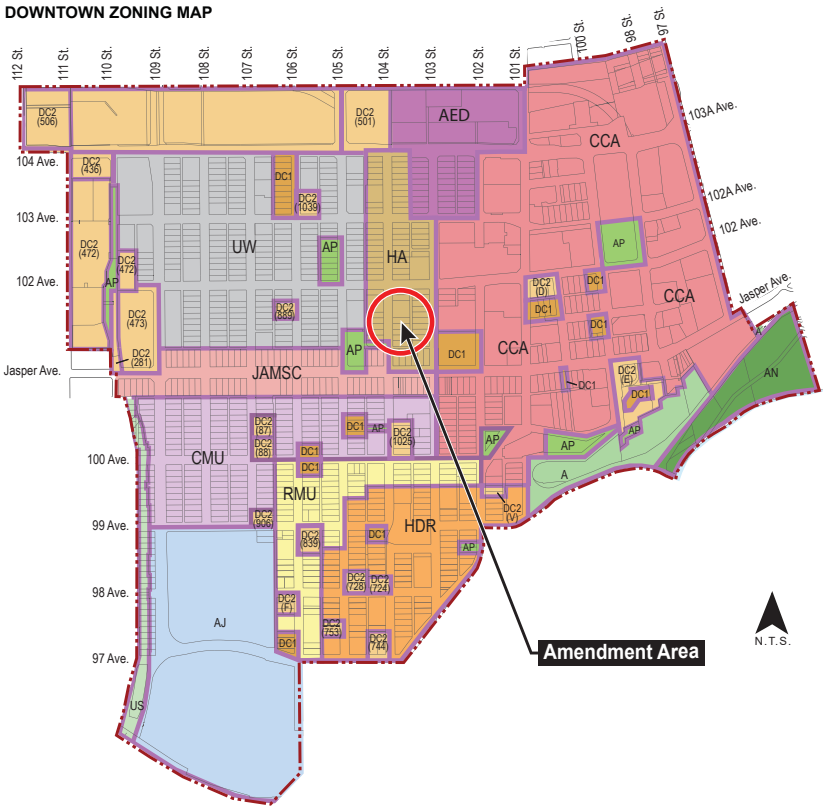 DOWNTOWN ZONING MAP
112 St.
111 St.
110 St.
109 St.
108 St.
107 St.
106 St.
105 St.
104 St.
103 St.
102 St.
101 St.
100 St.
98 St.
97 St.
DC2
(506)
DC2
(501)
AED
103A Ave.
CCA
104 Ave.
DC2
(436)
DC1
DC2
(1039)
102A Ave.
103 Ave.
102 Ave.
DC2
(472)
UW
AP
HA
AP
DC2
(472)
102 Ave.
AP
DC2
(D)
DC1
CCA
Jasper Ave.
DC2
(473)
DC2
(889)
DC1
DC1
A
AP
DC1
CCA
DC2
(281)
Jasper Ave.
JAMSC
DC2
(E)
DC1
AN
DC1
DC2
(87)
DC1
AP
DC2
(1025)
AP
AP
AP
DC2
(88)
DC1
100 Ave.
CMU
DC1
A
RMU
DC2
(V)
DC2
(906)
99 Ave.
HDR
DC2
(839)
DC1
AP
98 Ave.
DC2
(728)
DC2
(724)
DC2
(F)
AJ
DC2
(753)
DC2
(744)
DC1
N.T.S.
Amendment Area
97 Ave.
US